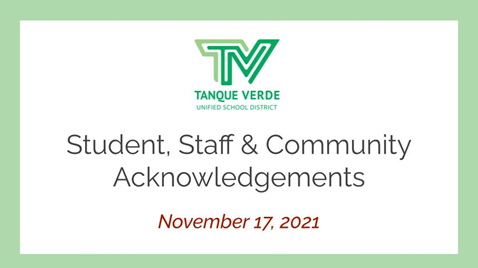 TV
TANQUE VERDE
UNIFIED SCHOOL DISTRICT
Student, Staff & Community
Acknowledgements
November 17, 2021